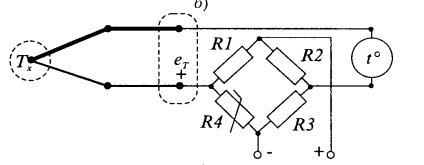 б)
R1
R2
Tx
eT
+
t°
R4
R3
-
+